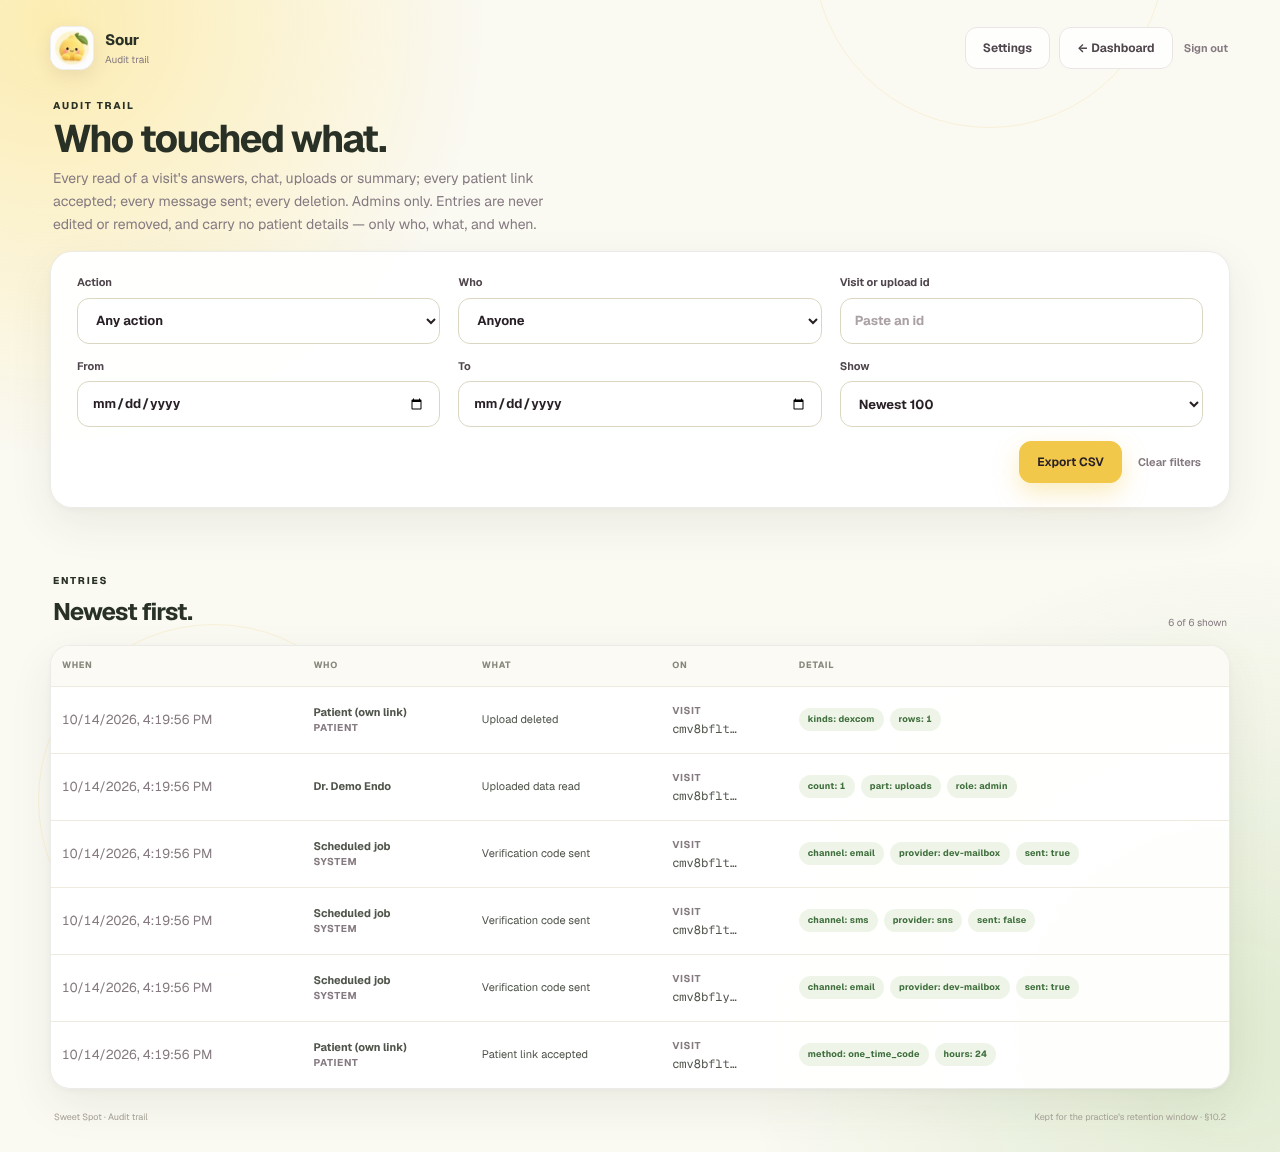 Sour
Audit trail
Settings
← Dashboard
Sign out
AUDIT TRAIL
Who touched what.
Every read of a visit's answers, chat, uploads or summary; every patient link
accepted; every message sent; every deletion. Admins only. Entries are never
edited or removed, and carry no patient details — only who, what, and when.
Action
Who
Visit or upload id
Any action
Anyone
Paste an id
From
To
Show
mm/dd/yyyy
mm/dd/yyyy
Newest 100
Export CSV
Clear filters
ENTRIES
Newest first.
6 of 6 shown
WHEN WHO WHAT ON DETAIL
10/14/2026, 4:19:56 PM
Patient (own link)
PATIENT
Upload deleted
VISIT
cmv8bflt…
kinds: dexcom
rows: 1
10/14/2026, 4:19:56 PM
Dr. Demo Endo
Uploaded data read
VISIT
cmv8bflt…
count: 1
part: uploads
role: admin
10/14/2026, 4:19:56 PM
Scheduled job
SYSTEM
Verification code sent
VISIT
cmv8bflt…
channel: email
provider: dev-mailbox
sent: true
10/14/2026, 4:19:56 PM
Scheduled job
SYSTEM
Verification code sent
VISIT
cmv8bflt…
channel: sms
provider: sns
sent: false
10/14/2026, 4:19:56 PM
Scheduled job
SYSTEM
Verification code sent
VISIT
cmv8bfly…
channel: email
provider: dev-mailbox
sent: true
10/14/2026, 4:19:56 PM
Patient (own link)
PATIENT
Patient link accepted
VISIT
cmv8bflt…
method: one_time_code
hours: 24
Sweet Spot · Audit trail
Kept for the practice's retention window · §10.2